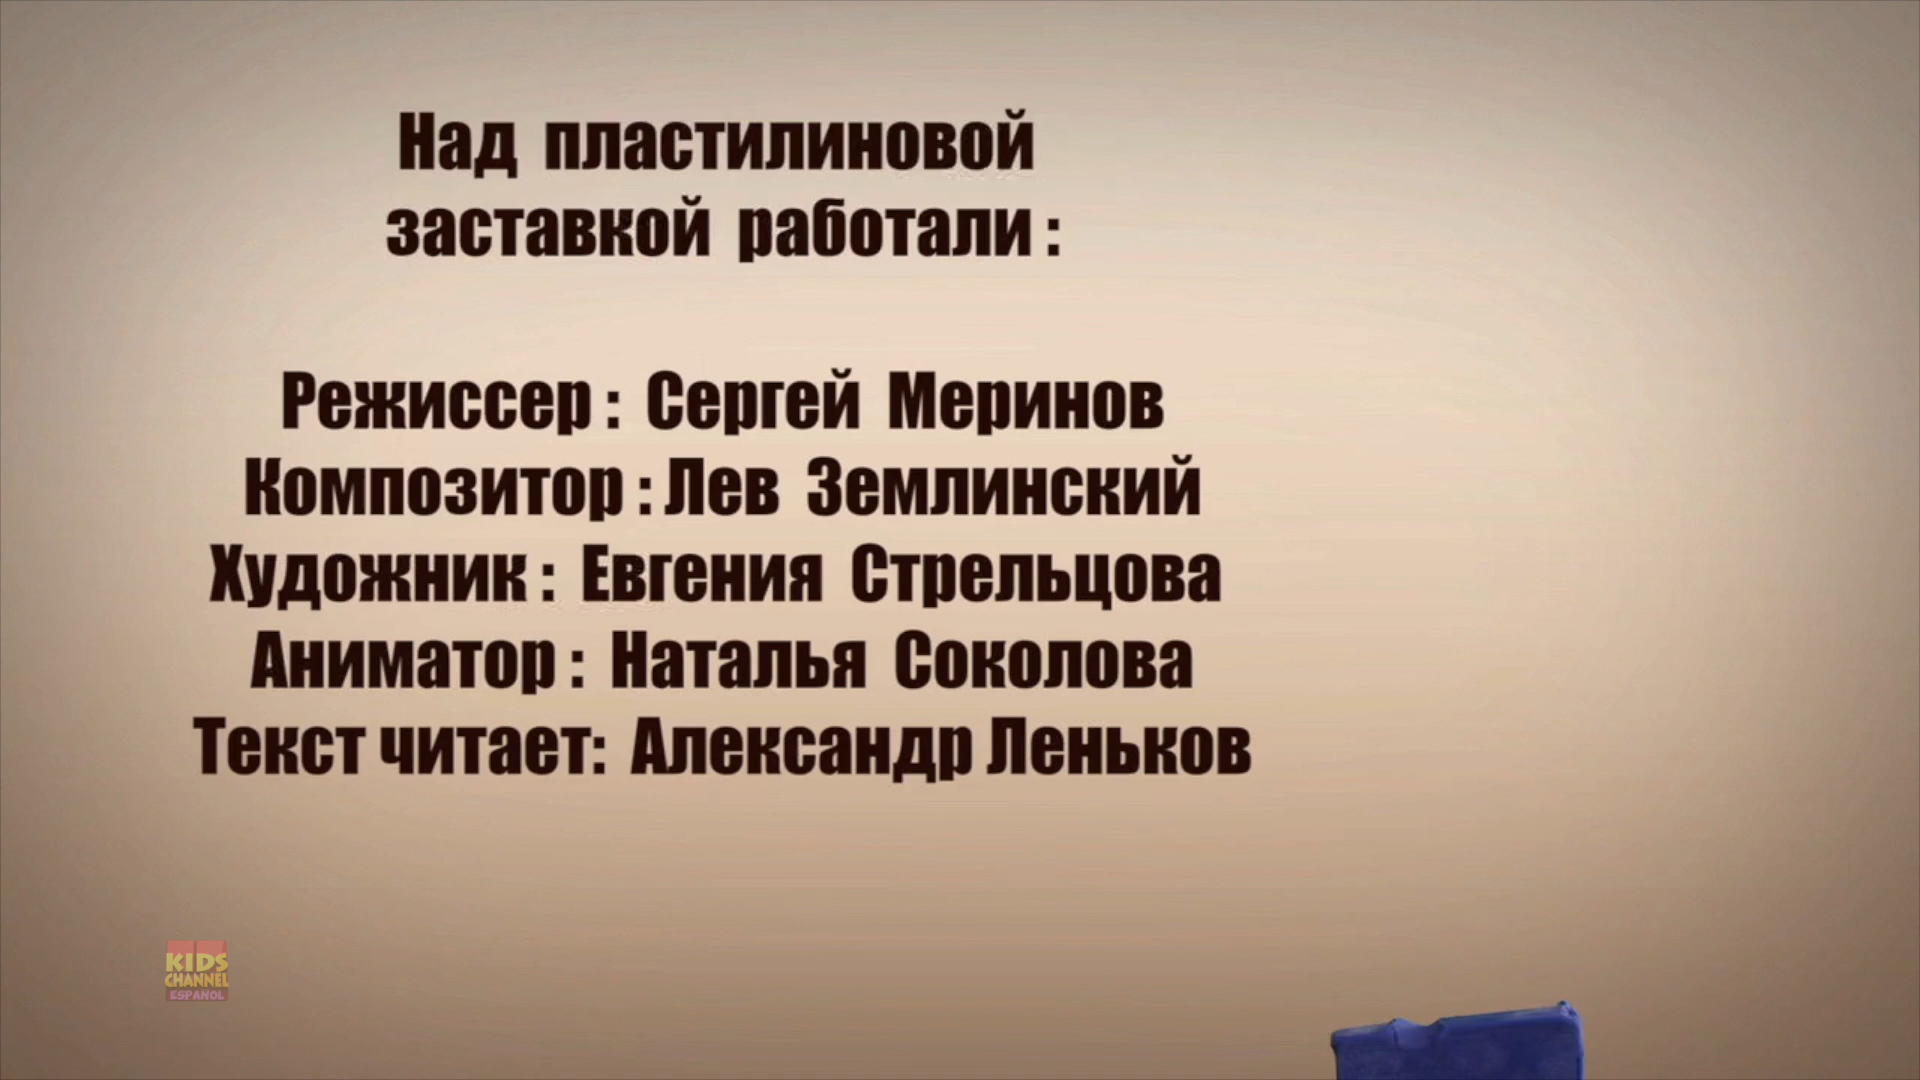 Над пластилиновой
заставкой работали :
Режиссер : Сергей Меринов
Композитор : Лев Землинский
Художник : Евгения Стрельцова
Аниматор : Наталья Соколова
Текст читает: Александр Леньков
KIDS
CHANNEL
ESPAÑOL